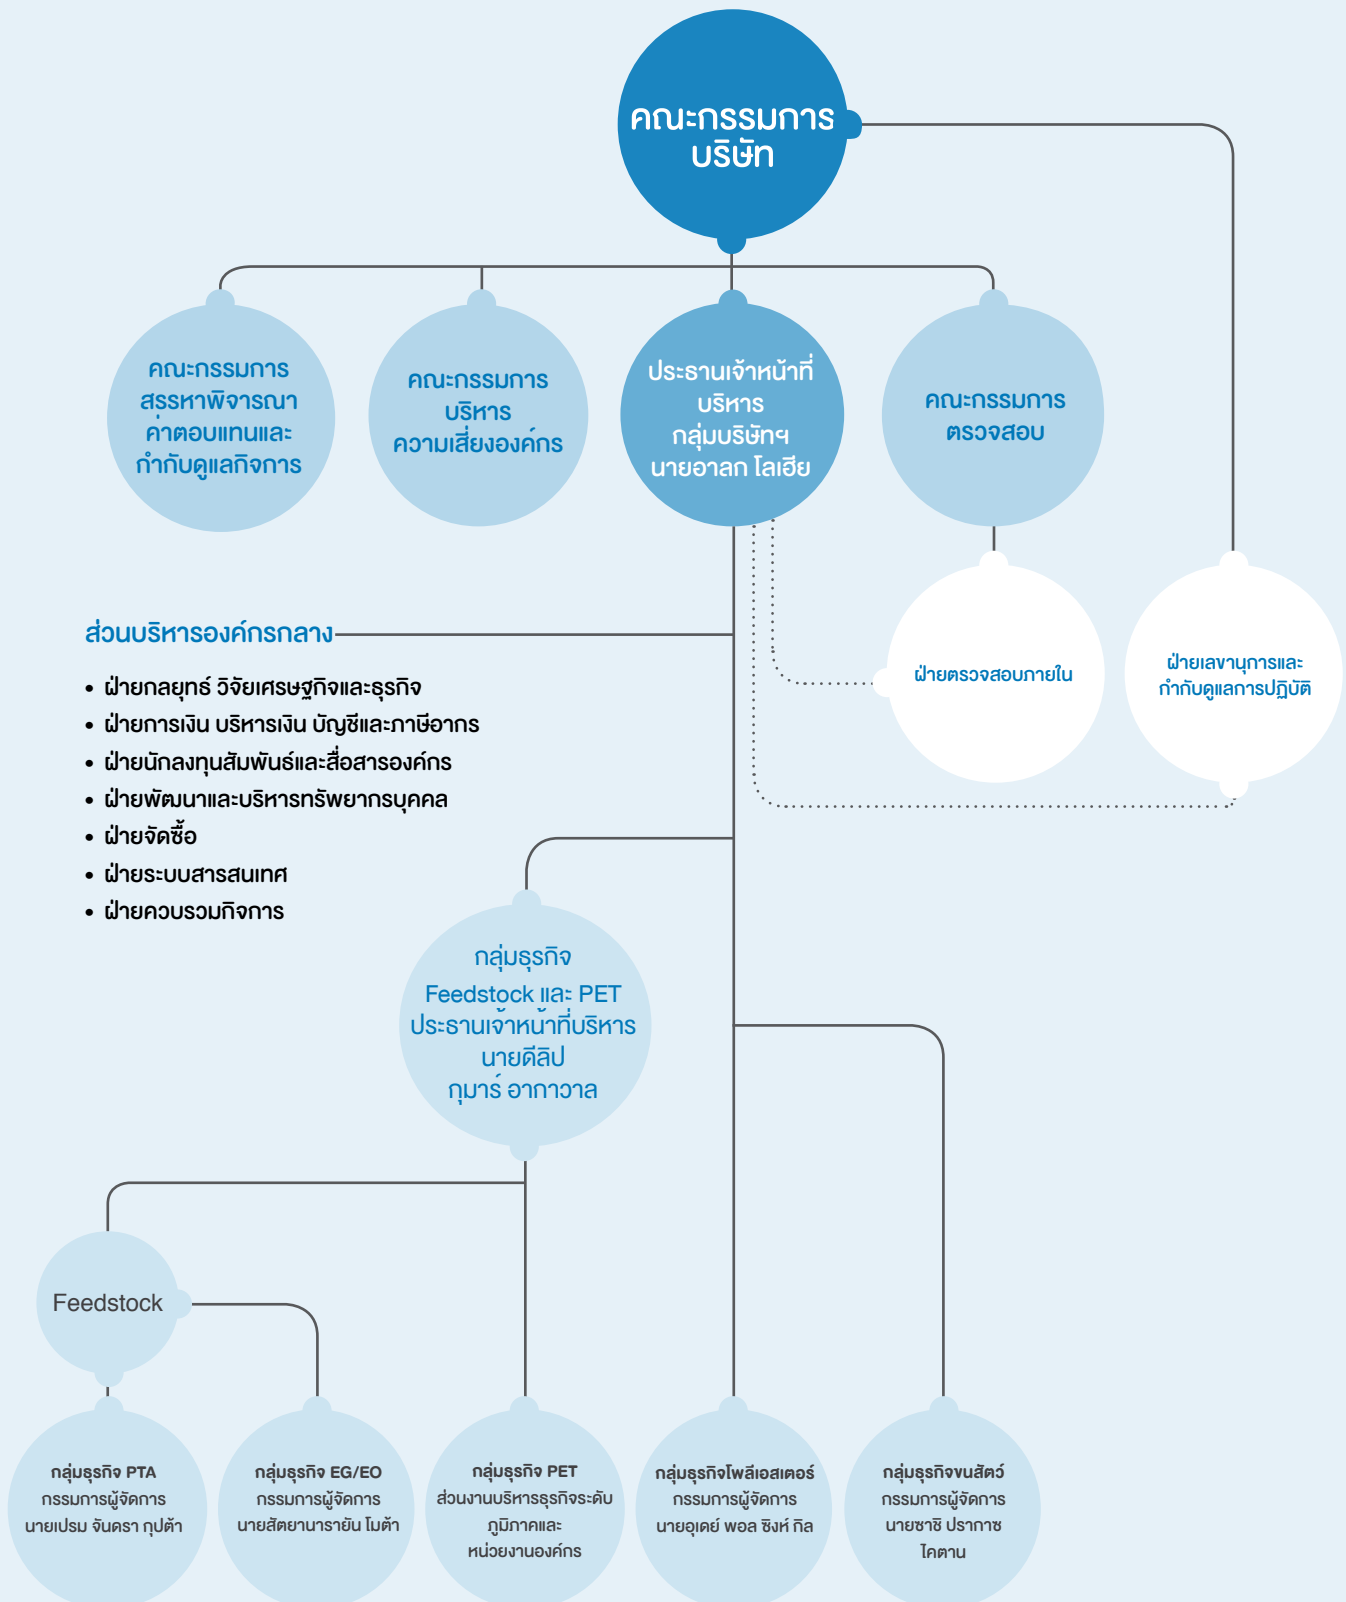 คณะกรรมการ
บริษัท
คณะกรรมการ
สรรหาพิจารณา
ค่าตอบแทนและ
กำกับดูแลกิจการ
คณะกรรมการ
บริหาร
ความเสี่ยงองค์กร
ประธานเจ้าหน้าที่
บริหาร
กลุ่มบริษัทฯ
นายอาลก โลเฮีย
คณะกรรมการ
ตรวจสอบ
ฝ่ายตรวจสอบภายใน
ฝ่ายเลขานุการและ
กำกับดูแลการปฏิบัติ
ส่วนบริหารองค์กรกลาง
• ฝ่ายกลยุทธ์ วิจัยเศรษฐกิจและธุรกิจ
• ฝ่ายการเงิน บริหารเงิน บัญชีและภาษีอากร
• ฝ่ายนักลงทุนสัมพันธ์และสื่อสารองค์กร
• ฝ่ายพัฒนาและบริหารทรัพยากรบุคคล
• ฝ่ายจัดซื้อ
• ฝ่ายระบบสารสนเทศ
• ฝ่ายควบรวมกิจการ
กลุ่มธุรกิจ
Feedstock และ PET
ประธานเจ้าหน้าที่บริหาร
นายดีลิป
กุมาร์ อากาวาล
Feedstock
กลุ่มธุรกิจ PTA
กรรมการผู้จัดการ
นายเปรม จันดรา กุปต้า
กลุ่มธุรกิจ EG/EO
กรรมการผู้จัดการ
นายสัตยานารายัน โมต้า
กลุ่มธุรกิจ PET
ส่วนงานบริหารธุรกิจระดับ
ภูมิภาคและ
หน่วยงานองค์กร
กลุ่มธุรกิจโพลีเอสเตอร์
กรรมการผู้จัดการ
นายอุเดย์ พอล ซิงห์ กิล
กลุ่มธุรกิจขนสัตว์
กรรมการผู้จัดการ
นายซาชิ ปรากาซ
ไคตาน